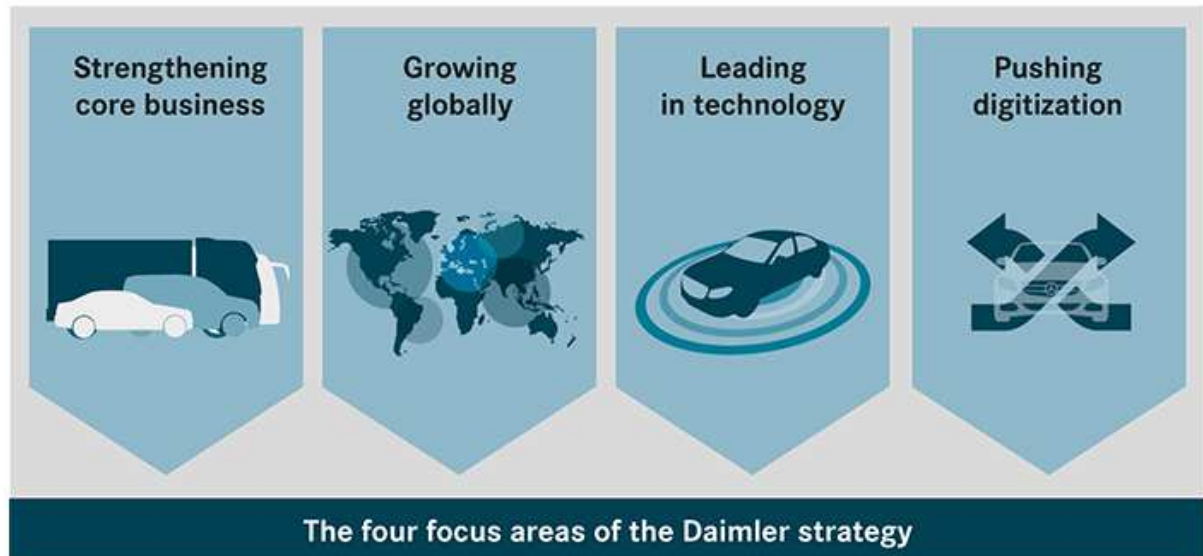 Strengthening
core business
Growing
globally
Leading
in technology
Pushing
digitization
The four focus areas of the Daimler strategy